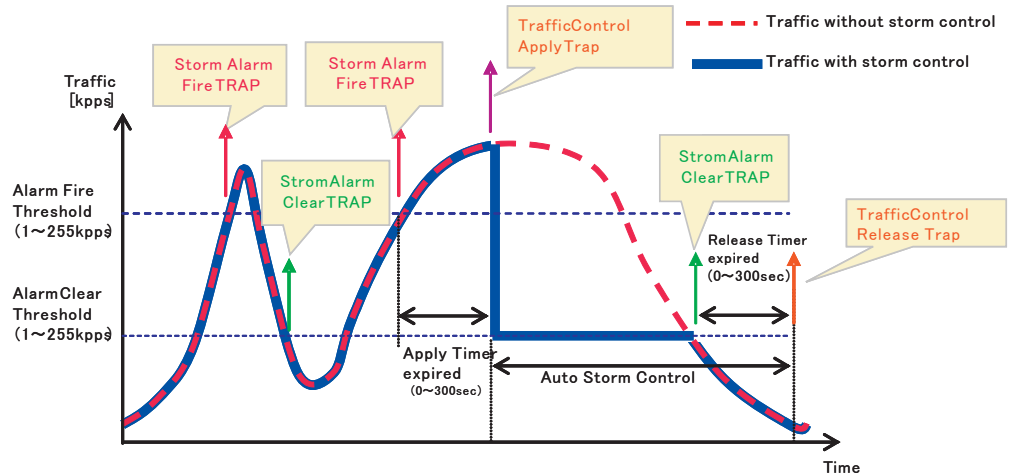 Traffic without storm control
Traffic with storm control
TrafficControl
ApplyTrap
Storm Alarm
FireTRAP
Storm Alarm
FireTRAP
Traffic
[kpps]
StromAlarm
ClearTRAP
StromAlarm
ClearTRAP
Alarm Fire
Threshold
(1〜255kpps)
TrafficControl
Release Trap
Release Timer
expired
(0〜300sec)
AlarmClear
Threshold
(1〜255kpps)
Apply Timer
expired
(0〜300sec)
Auto Storm Control
Time